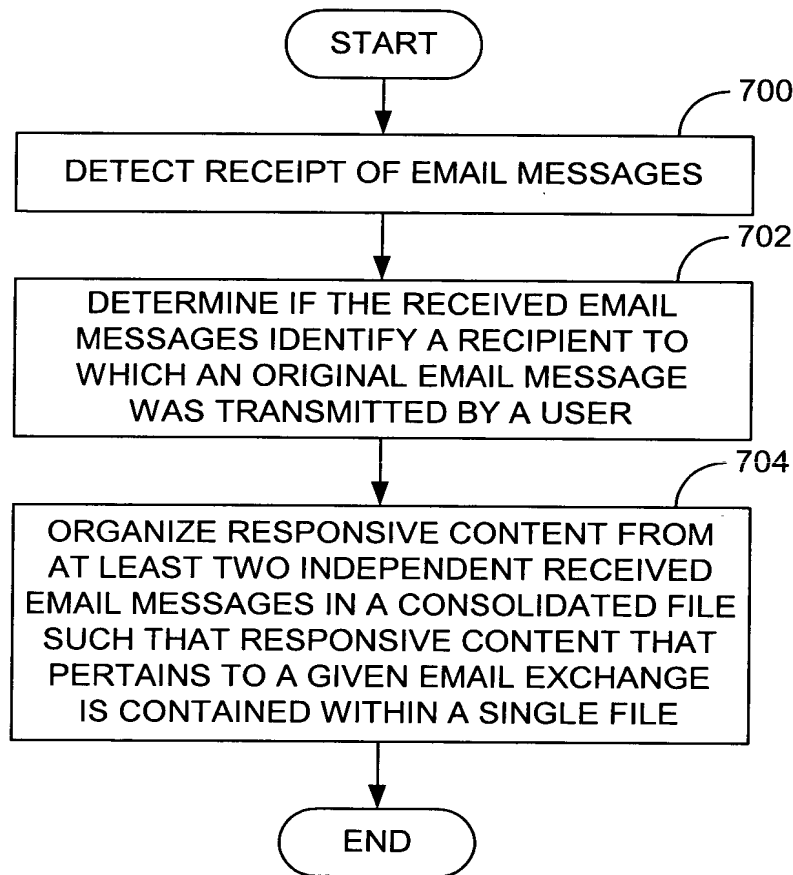 START
700
DETECT RECEIPT OF EMAIL MESSAGES
702
DETERMINE IF THE RECEIVED EMAIL
MESSAGES IDENTIFY A RECIPIENT TO
WHICH AN ORIGINAL EMAIL MESSAGE
WAS TRANSMITTED BY A USER
704
ORGANIZE RESPONSIVE CONTENT FROM
AT LEAST TWO INDEPENDENT RECEIVED
EMAIL MESSAGES IN A CONSOLIDATED FILE
SUCH THAT RESPONSIVE CONTENT THAT
PERTAINS TO A GIVEN EMAIL EXCHANGE
IS CONTAINED WITHIN A SINGLE FILE
END